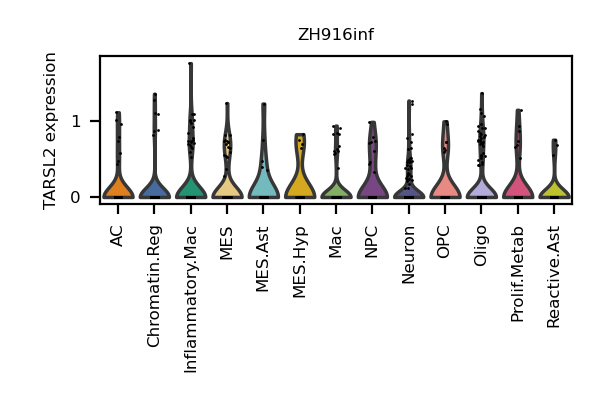 ZH916inf
TARSL2 expression
1
0
AC
Chromatin.Reg
Inflammatory.Mac
MES
MES.Ast
MES.Hyp
Mac
NPC
Neuron
OPC
Oligo
Prolif.Metab
Reactive.Ast